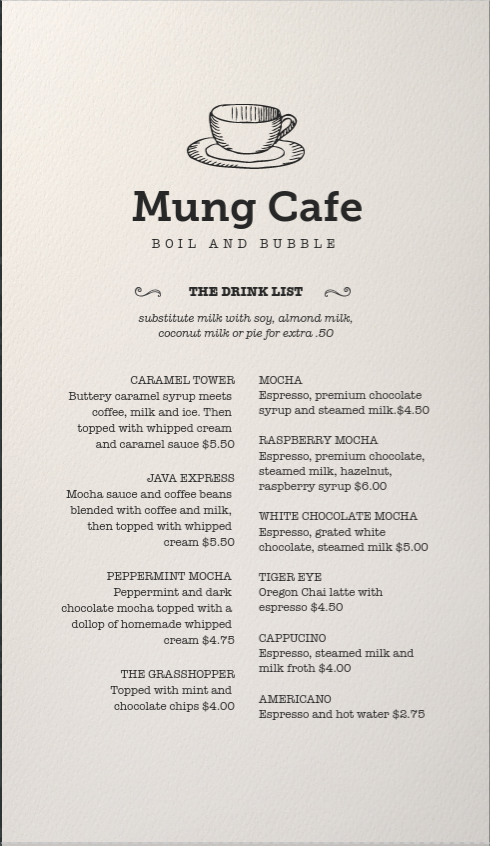 Mung Cafe
BOIL AND BUBBLE
THE DRINK LIST
substitute milk with soy, almond milk,
coconut milk or pie for extra .50
CARAMEL TOWER
Buttery caramel syrup meets
coffee, milk and ice. Then
topped with whipped cream
and caramel sauce $5.50
JAVA EXPRESS
Mocha sauce and coffee beans
blended with coffee and milk,
then topped with whipped
cream $5.50
PEPPERMINT MOCHA
Peppermint and dark
chocolate mocha topped with a
dollop of homemade whipped
cream $4.75
THE GRASSHOPPER
Topped with mint and
chocolate chips $4.00
MOCHA
Espresso, premium chocolate
syrup and steamed milk.$4.50
RASPBERRY MOCHA
Espresso, premium chocolate,
steamed milk, hazelnut,
raspberry syrup $6.00
WHITE CHOCOLATE MOCHA
Espresso, grated white
chocolate, steamed milk $5.00
TIGER EYE
Oregon Chai latte with
espresso $4.50
CAPPUCINO
Espresso, steamed milk and
milk froth $4.00
AMERICANO
Espresso and hot water $2.75